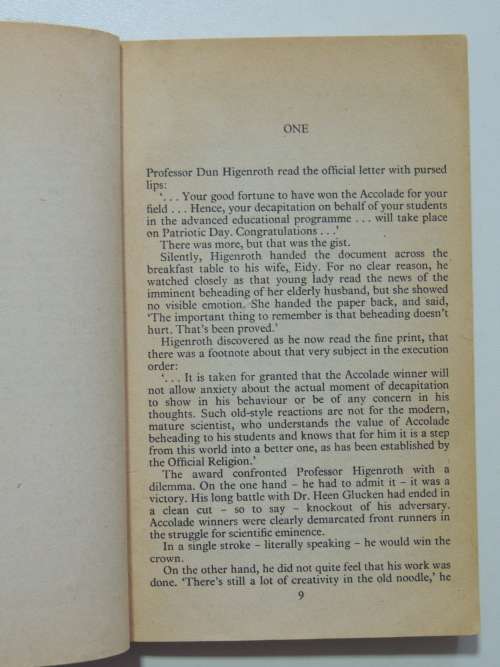 ONE
Professor Dun Higenroth read the official letter with pursed
lips:
‘. . . Your good fortune to have won the Accolade for your
field . . . Hence, your decapitation on behalf of your students
in the advanced educational programme . . . will take place
on Patriotic Day. Congratulations . . .’
There was more, but that was the gist.
Silently, Higenroth handed the document across the
breakfast table to his wife, Eidy. For no clear reason, he
watched closely as that young lady read the news of the
imminent beheading of her elderly husband, but she showed
no visible emotion. She handed the paper back, and said,
‘The important thing to remember is that beheading doesn’t
hurt. That’s been proved.’
Higenroth discovered as he now read the fine print, that
there was a footnote about that very subject in the execution
order:
‘. . . It is taken for granted that the Accolade winner will
not allow anxiety about the actual moment of decapitation
to show in his behaviour or be of any concern in his
thoughts. Such old-style reactions are not for the modern,
mature scientist, who understands the value of Accolade
beheading to his students and knows that for him it is a step
from this world into a better one, as has been established by
the Official Religion.’
The award confronted Professor Higenroth with a
dilemma. On the one hand – he had to admit it – it was a
victory. His long battle with Dr. Heen Glucken had ended in
a clean cut – so to say – knockout of his adversary.
Accolade winners were clearly demarcated front runners in
the struggle for scientific eminence.
In a single stroke – literally speaking – he would win the
crown.
On the other hand, he did not quite feel that his work was
done. ‘There’s still a lot of creativity in the old noodle,’ he
9